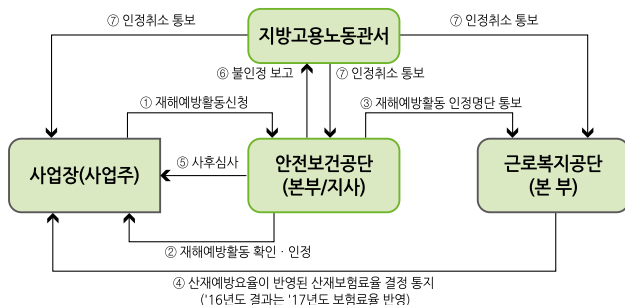 ⑦ 인정취소 통보
⑦ 인정취소 통보
지방고용노동관서
⑥ 불인정 보고
⑦ 인정취소 통보
① 재해예방활동신청
③ 재해예방활동 인정명단 통보
사업장(사업주)
⑤ 사후심사
안전보건공단
(본부/지사)
근로복지공단
(본 부)
② 재해예방활동 확인 · 인정
④ 산재예방요율이 반영된 산재보험료율 결정 통지
('16년도 결과는 '17년도 보험료율 반영)